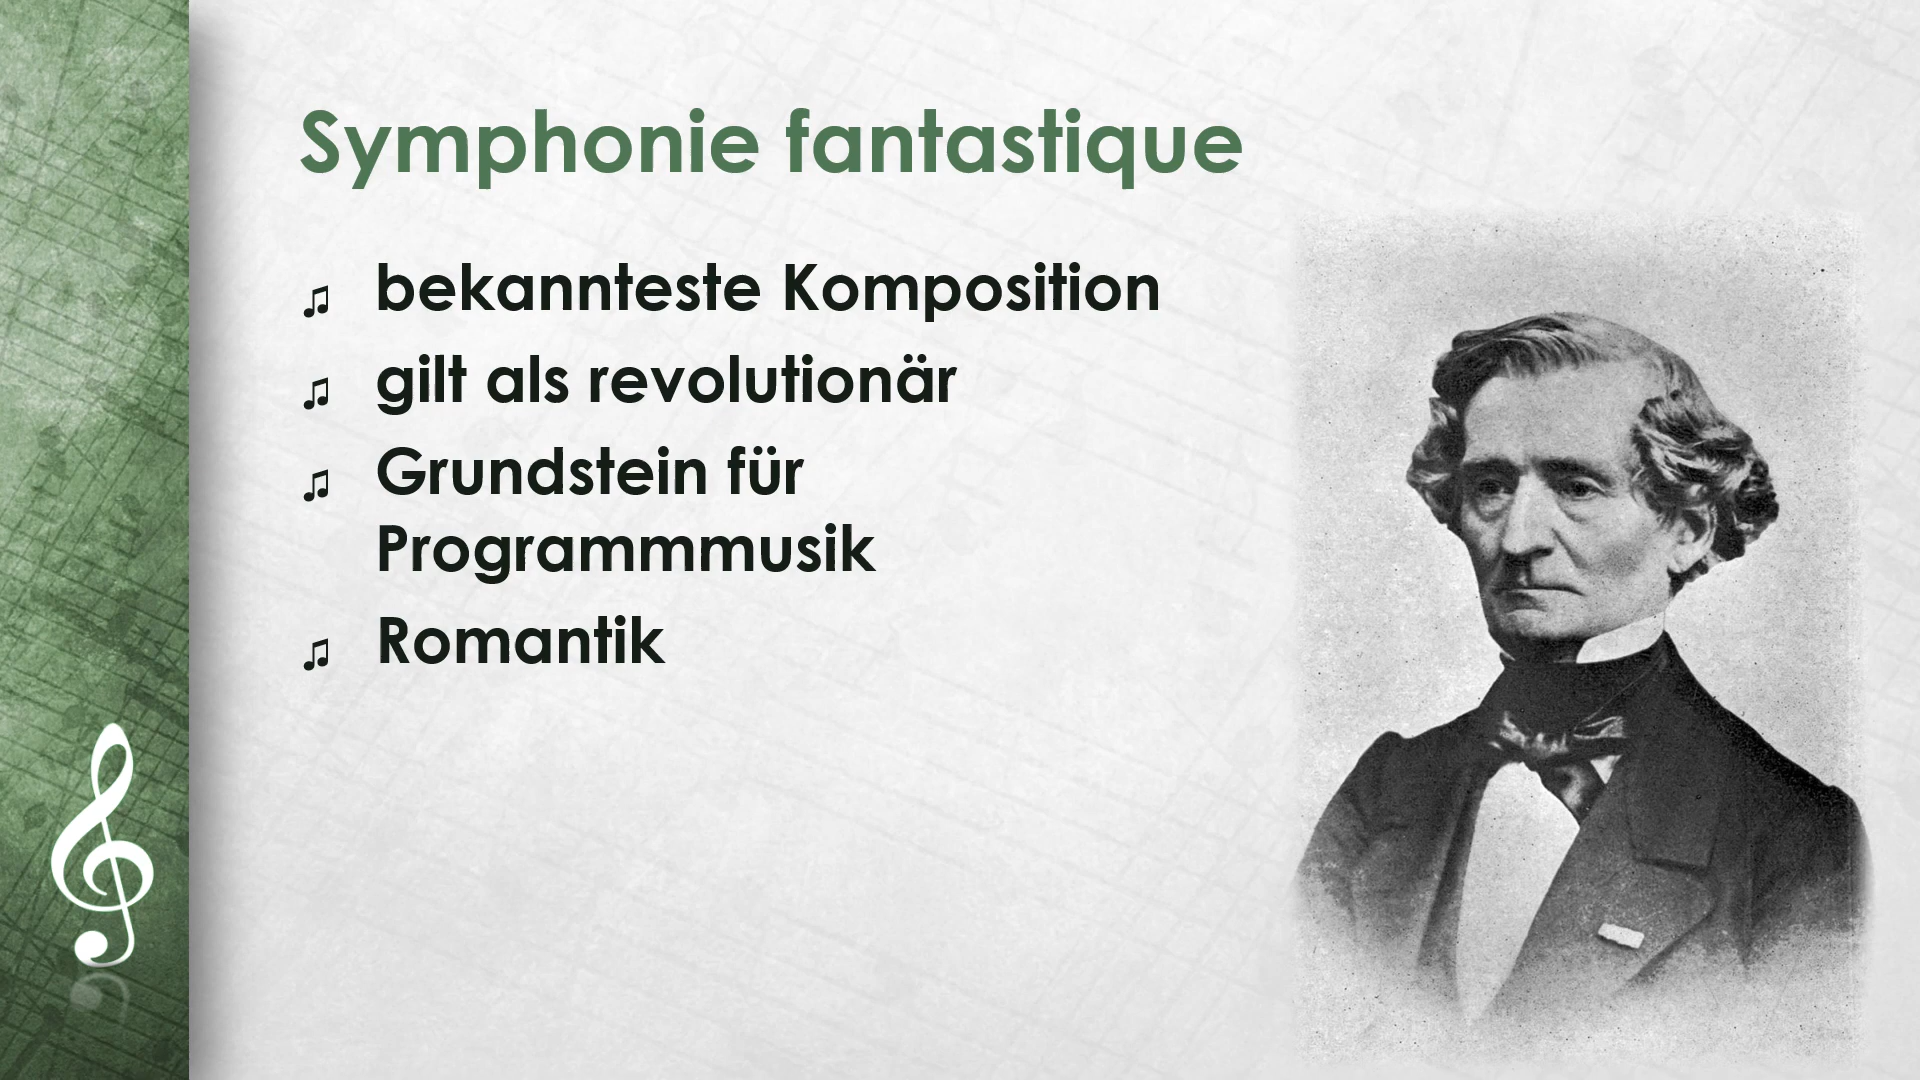 Symphonie fantastique
♫ bekannteste Komposition
♫ gilt als revolutionär
♫ Grundstein für
Programmmusik
♫ Romantik